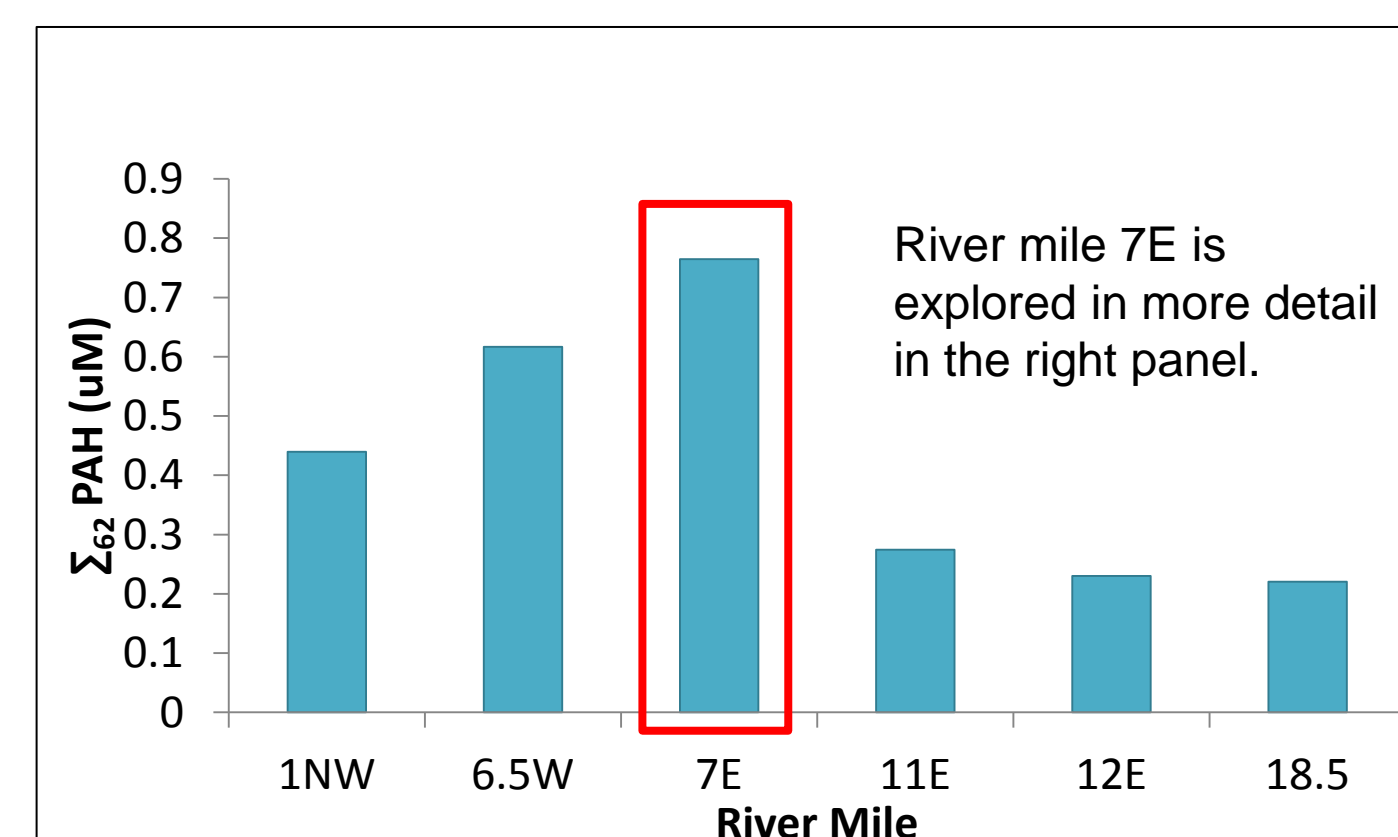 0.9
0.8
0.7
0.6
0.5
0.4
0.3
0.2
0.1
0
Σ62 PAH (uM)
River mile 7E is
explored in more detail
in the right panel.
1NW 6.5W 7E 11E 12E 18.5
River Mile